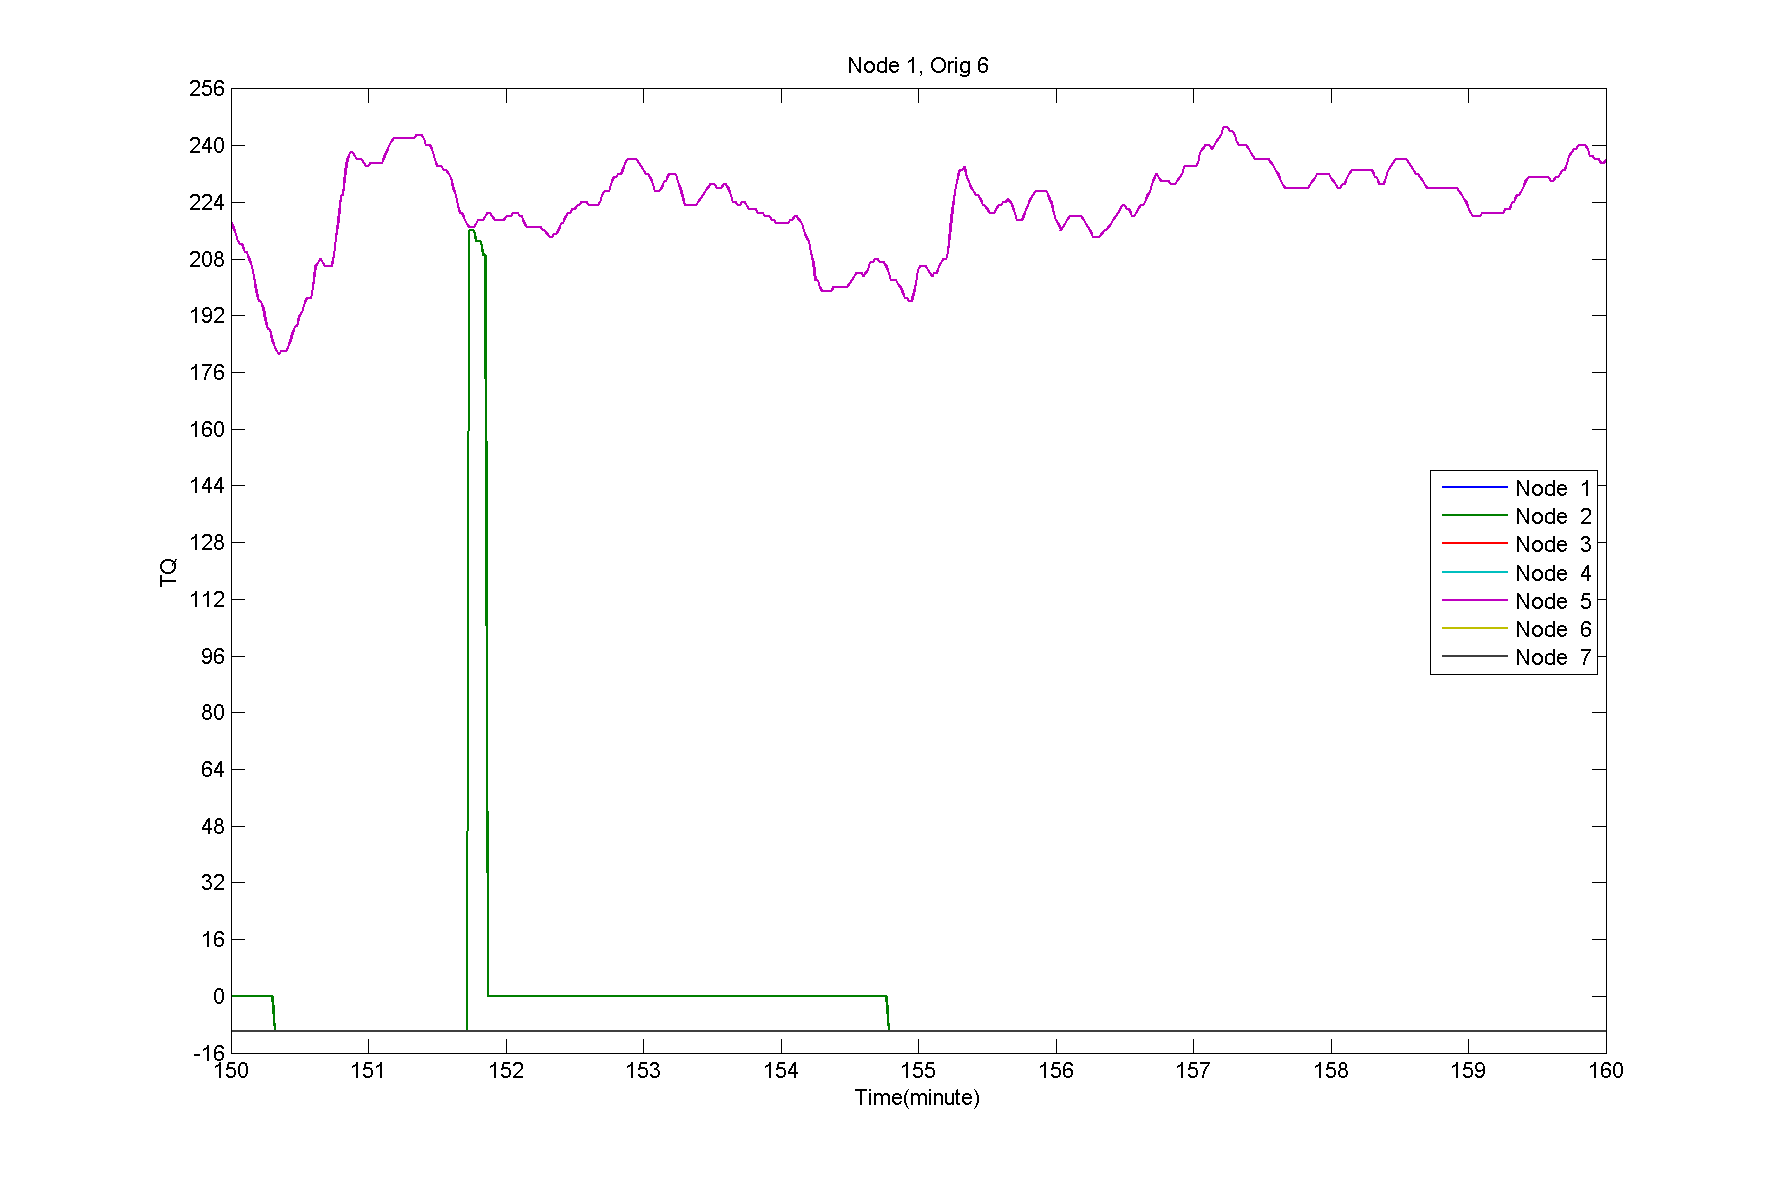 Node 1, Orig 6
256
240
224
208
192
176
160
144
128
112
96
80
64
48
32
16
0
-16
TQ
Node 1
Node 2
Node 3
Node 4
Node 5
Node 6
Node 7
150 151 152 153 154 155 156 157 158 159 160
Time(minute)